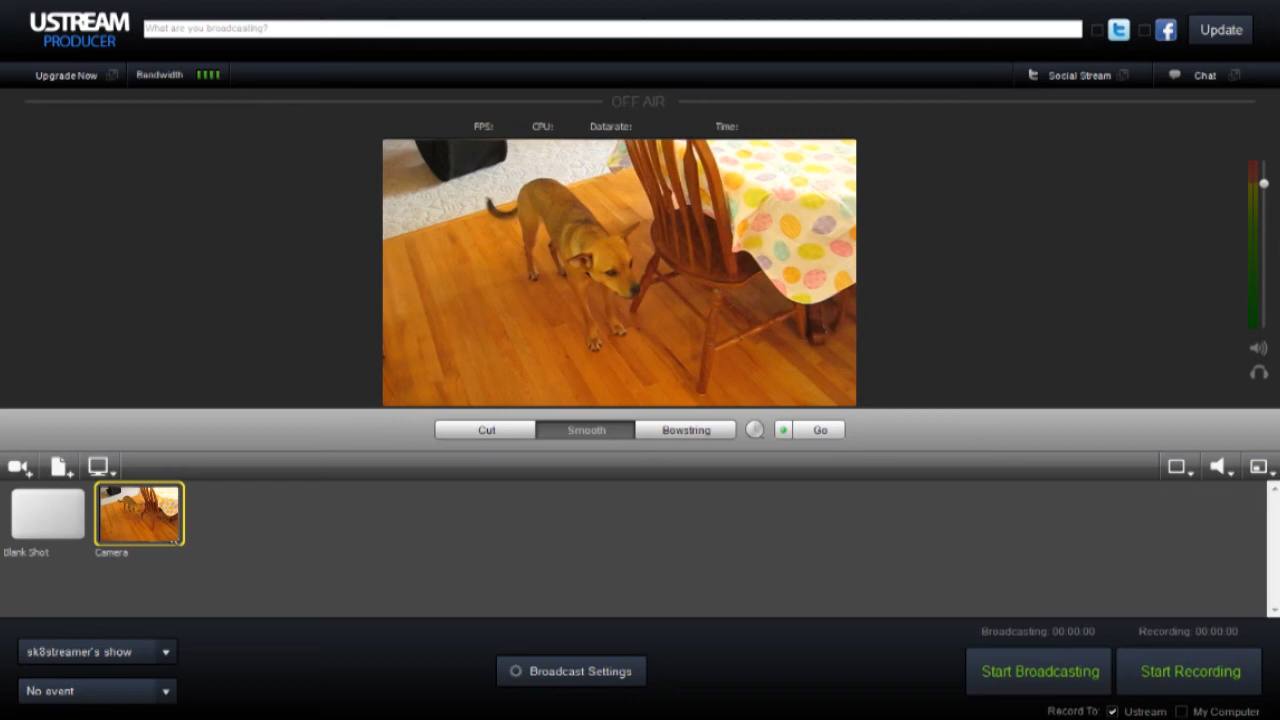 USTREAM
PRODUCER
What are you broadcasting?
Update
Upgrade Now
Bandwidth
Social Stream
Chat
OFF AIR
FPS: CPU: Datarate: Time:
Cut
Smooth
Bowstring
Go
Blank Shot
Camera
Broadcasting: 00:00:00
Recording: 00:00:00
sk8streamer's show
Broadcast Settings
Start Broadcasting
Start Recording
No event
Record To: Ustream My Computer